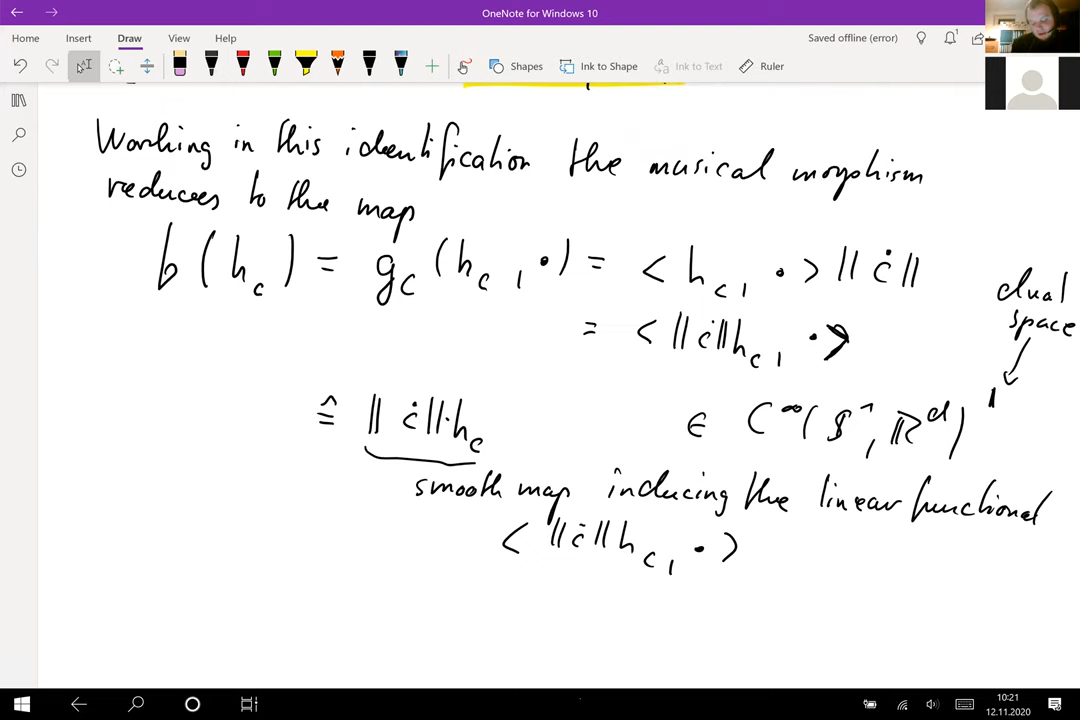 OneNote for Windows 10
Home Insert Draw View Help
Saved offline (error)
Shapes Ink to Shape Ink to Text Ruler
Working in this identification the musical morphism
reduces to the map
♭(h_c) = g_c(h_c, •) = <h_c, •> ||ċ||
= <||ċ||h_c, •>
dual
space
≙ ||ċ||·h_c ∈ C^∞(S^1, R^d)'
smooth map inducing the linear functional
<||ċ||h_c, •>
10:21
12.11.2020